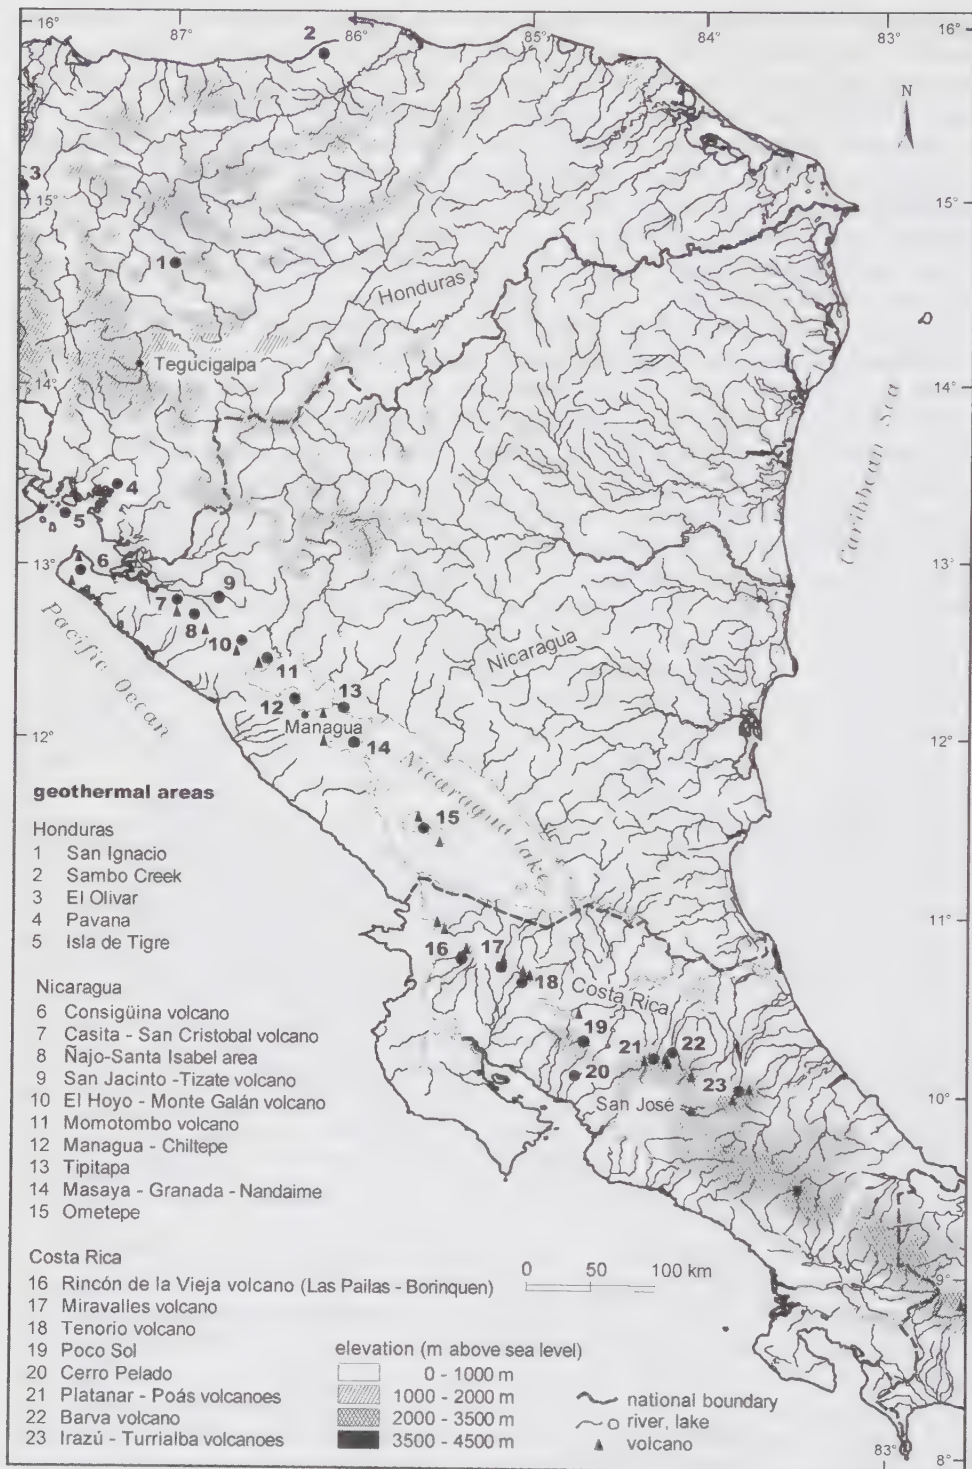 16°
87°
2
86°
85°
84°
83°
16°
N
3
15°
15°
1
Honduras
Tegucigalpa
14°
14°
Caribbean Sea
4
5
13°
6
9
13°
7
8
10
Pacific Ocean
Nicaragua
11
12
13
Managua
12°
14
12°
Nicaragua lake
geothermal areas
15
Honduras
1 San Ignacio
2 Sambo Creek
3 El Olivar
4 Pavana
5 Isla de Tigre
11°
16
17
18
Costa Rica
Nicaragua
6 Consigüina volcano
7 Casita - San Cristobal volcano
8 Ñajo-Santa Isabel area
9 San Jacinto -Tizate volcano
10 El Hoyo - Monte Galán volcano
11 Momotombo volcano
12 Managua - Chiltepe
13 Tipitapa
14 Masaya - Granada - Nandaime
15 Ometepe
19
21
22
20
23
San José
10°
Costa Rica
16 Rincón de la Vieja volcano (Las Pailas - Borinquen)
17 Miravalles volcano
18 Tenorio volcano
19 Poco Sol
20 Cerro Pelado
21 Platanar - Poás volcanoes
22 Barva volcano
23 Irazú - Turrialba volcanoes
0 50 100 km
9°
elevation (m above sea level)
0 - 1000 m
1000 - 2000 m
2000 - 3500 m
3500 - 4500 m
national boundary
river, lake
volcano
83°
8°